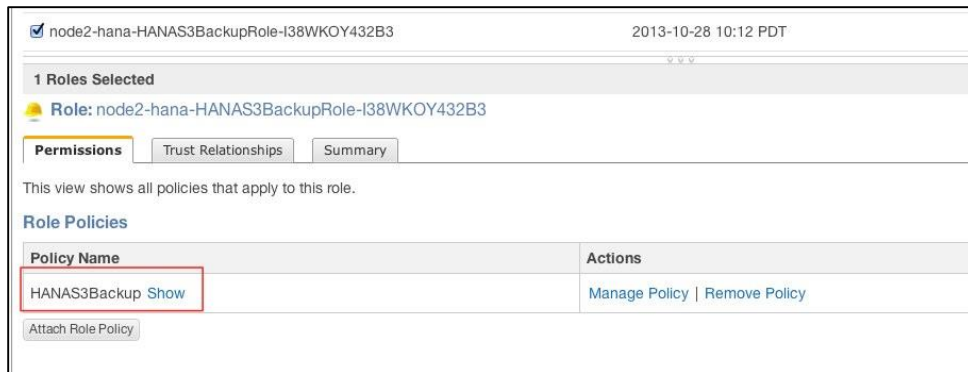 node2-hana-HANAS3BackupRole-I38WKOY432B3 2013-10-28 10:12 PDT
1 Roles Selected
Role: node2-hana-HANAS3BackupRole-I38WKOY432B3
Permissions Trust Relationships Summary
This view shows all policies that apply to this role.
Role Policies
Policy Name Actions
HANAS3Backup Show Manage Policy | Remove Policy
Attach Role Policy